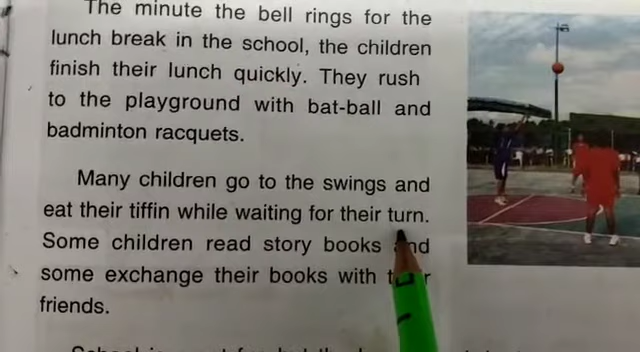 The minute the bell rings for the
lunch break in the school, the children
finish their lunch quickly. They rush
to the playground with bat-ball and
badminton racquets.
Many children go to the swings and
eat their tiffin while waiting for their turn.
Some children read story books and
some exchange their books with
friends.